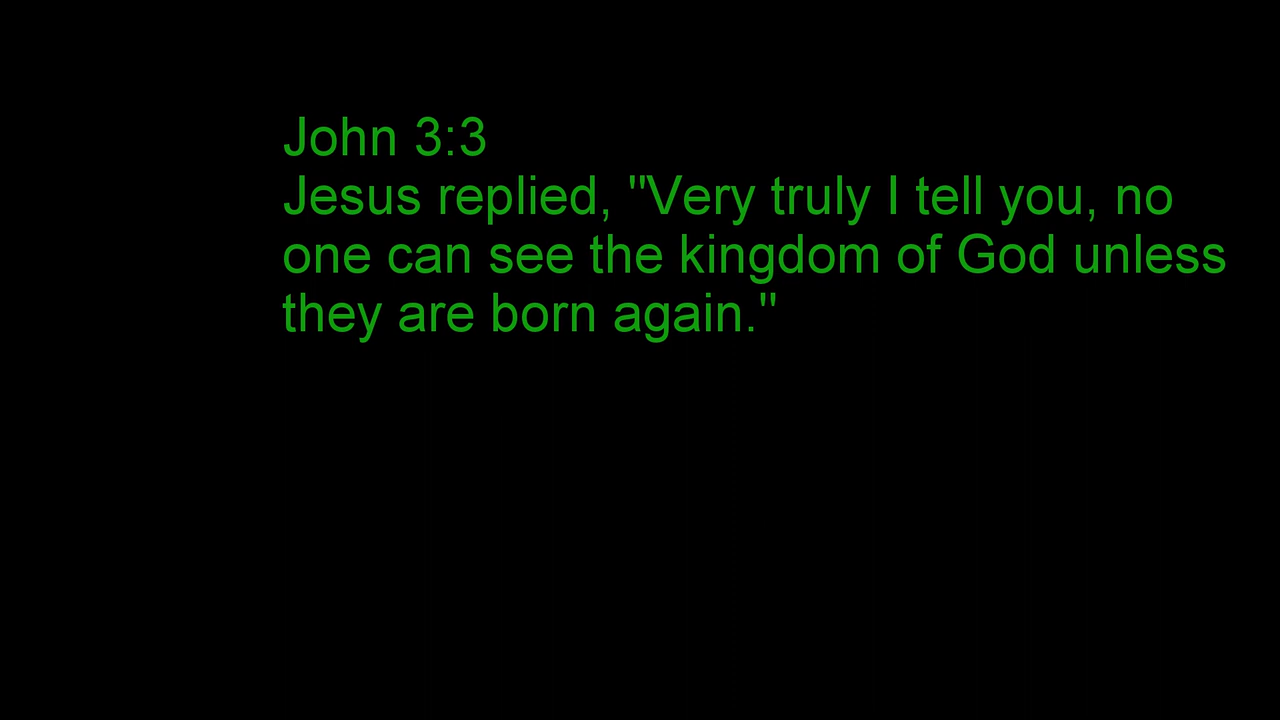 John 3:3
Jesus replied, "Very truly I tell you, no
one can see the kingdom of God unless
they are born again."